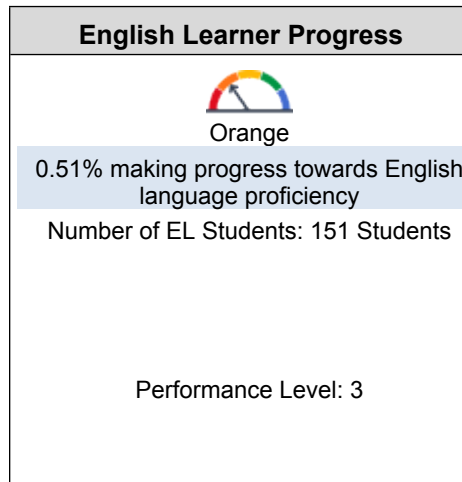 English Learner Progress
Orange
0.51% making progress towards English
language proficiency
Number of EL Students: 151 Students
Performance Level: 3